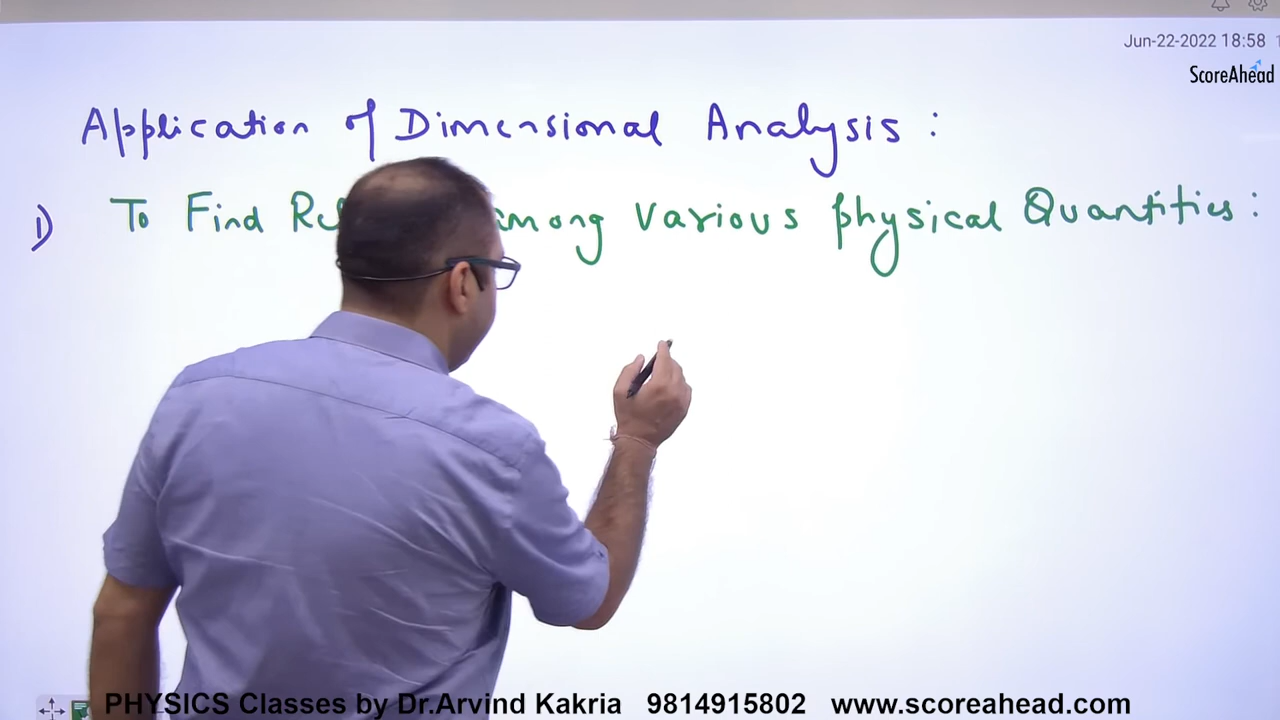 Jun-22-2022 18:58
ScoreAhead
Application of Dimensional Analysis :
1) To Find among Various physical Quantities :
PHYSICS Classes by Dr.Arvind Kakria 9814915802 www.scoreahead.com